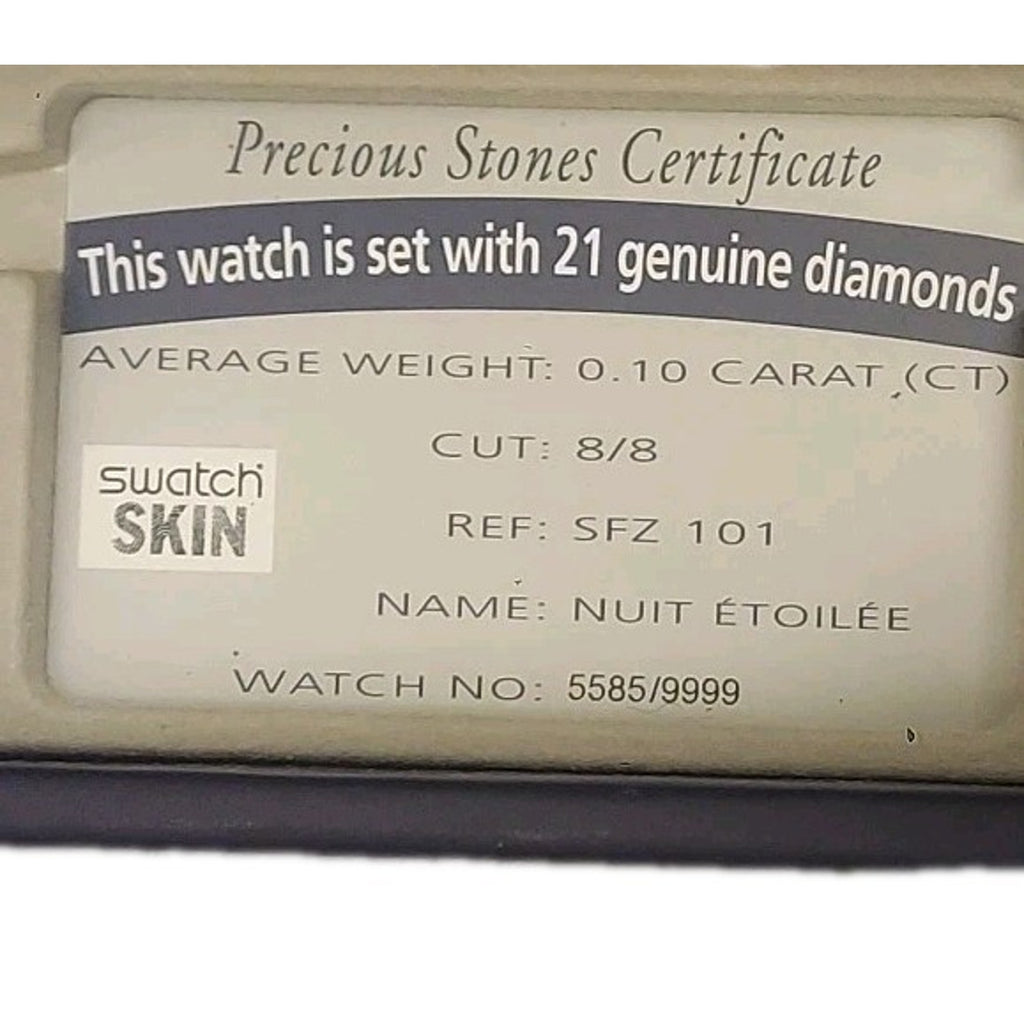 Precious Stones Certificate
This watch is set with 21 genuine diamonds
AVERAGE WEIGHT: 0.10 CARAT (CT)
CUT: 8/8
swatch
SKIN
REF: SFZ 101
NAME: NUIT ÉTOILÉE
WATCH NO: 5585/9999